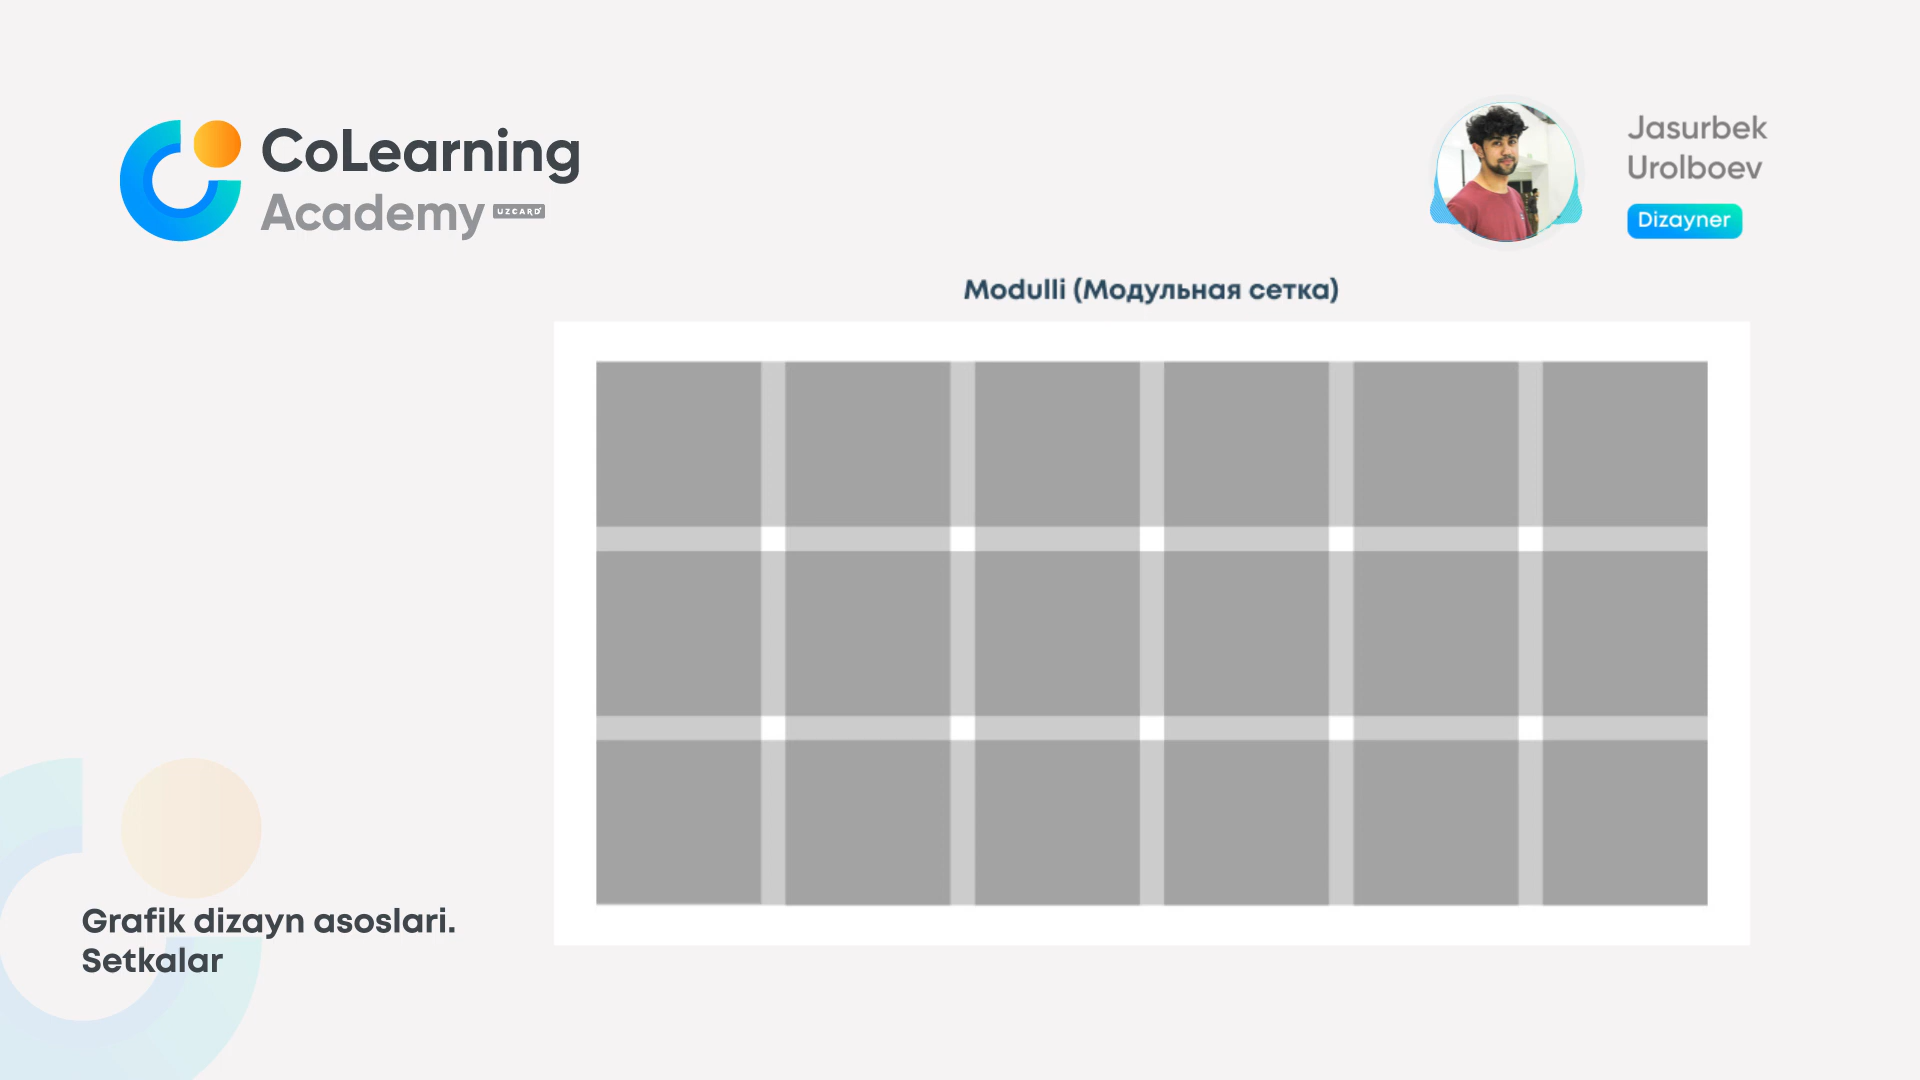 CoLearning
Academy UZCARD
Jasurbek
Urolboev
Dizayner
Modulli (Модульная сетка)
Grafik dizayn asoslari.
Setkalar